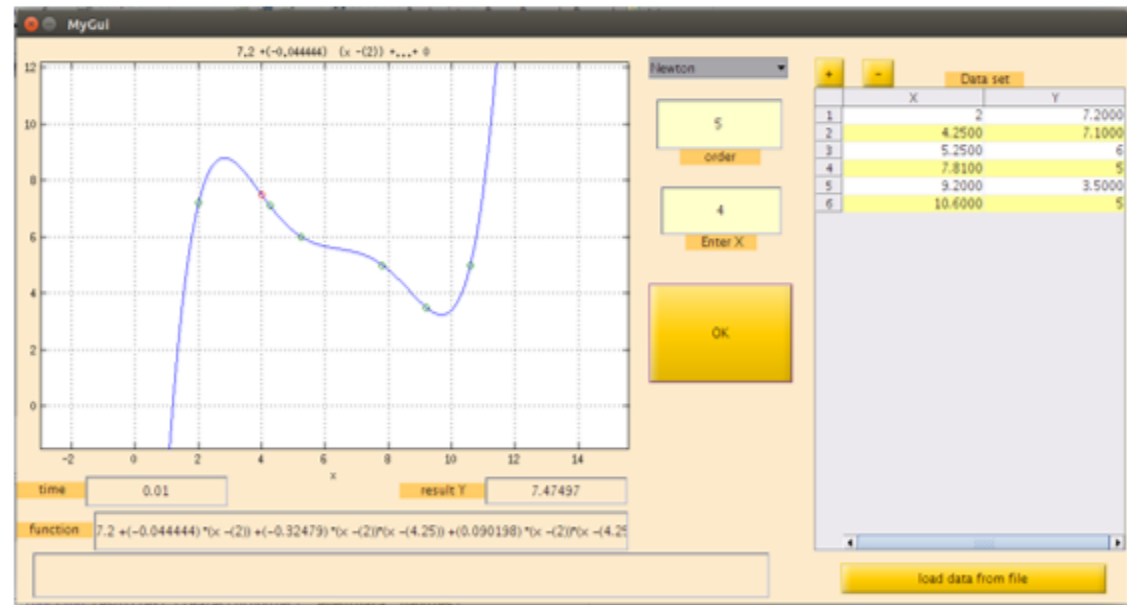 MyGui
7.2 +(-0.044444) (x -(2)) +...+ 0
12
10
8
6
4
2
0
-2 0 2 4 6 8 10 12 14
x
time 0.01 result Y 7.47497
function 7.2 +(-0.044444) *(x -(2)) +(-0.32479) *(x -(2))*(x -(4.25)) +(0.090198) *(x -(2))*(x -(4.25
Newton
5
order
4
Enter X
OK
+ - Data set
X Y
1 2 7.2000
2 4.2500 7.1000
3 5.2500 6
4 7.8100 5
5 9.2000 3.5000
6 10.6000 5
load data from file